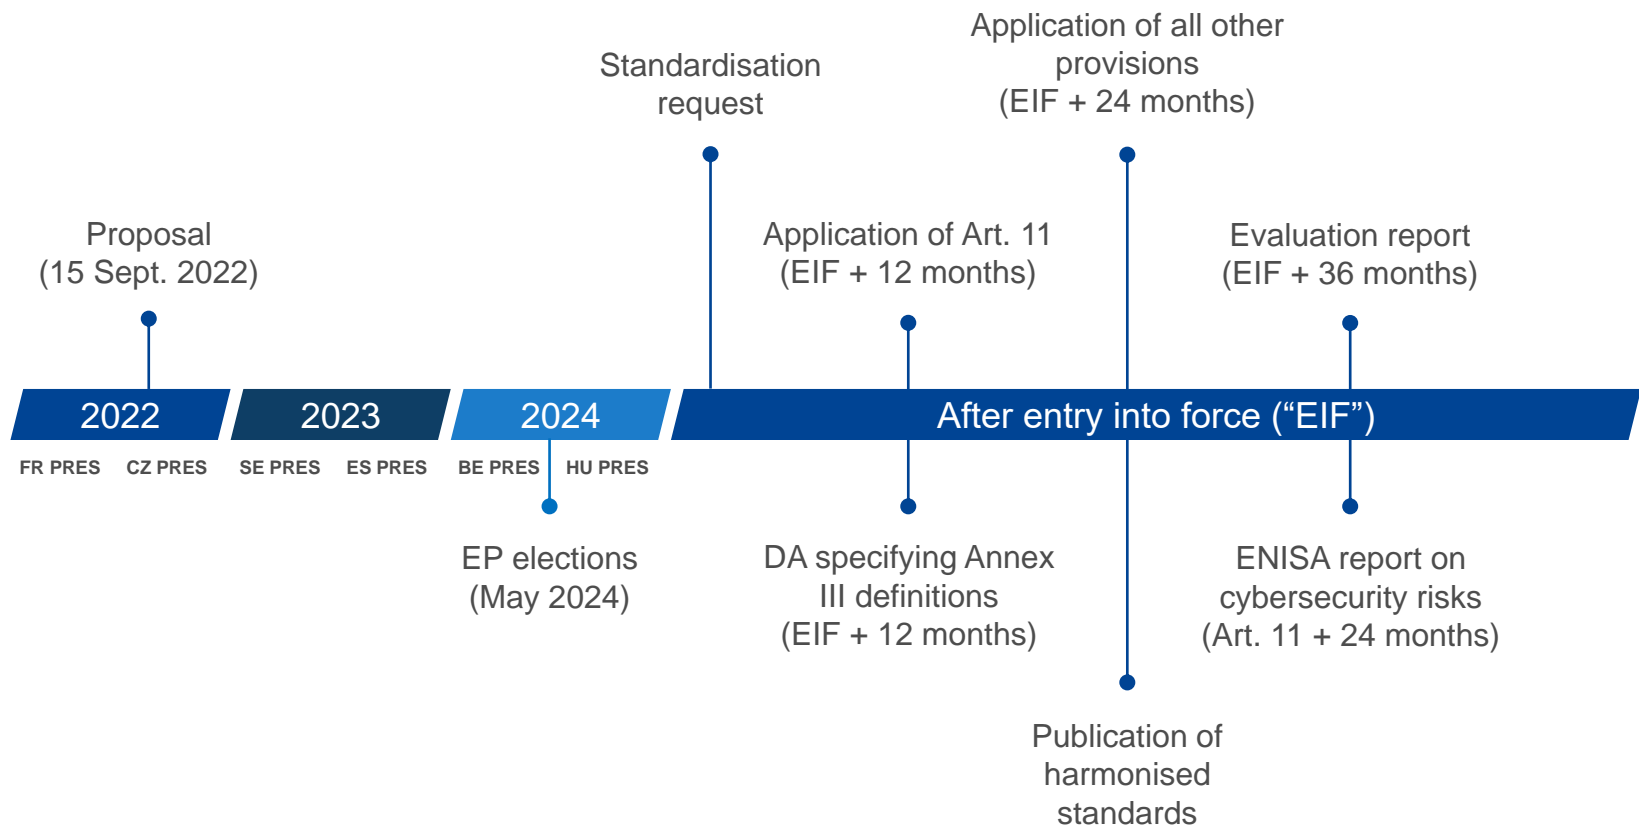 Application of all other
provisions
(EIF + 24 months)
Standardisation
request
Proposal
(15 Sept. 2022)
Application of Art. 11
(EIF + 12 months)
Evaluation report
(EIF + 36 months)
2022
2023
2024
After entry into force (“EIF”)
FR PRES
CZ PRES
SE PRES
ES PRES
BE PRES
HU PRES
EP elections
(May 2024)
DA specifying Annex
III definitions
(EIF + 12 months)
ENISA report on
cybersecurity risks
(Art. 11 + 24 months)
Publication of
harmonised
standards